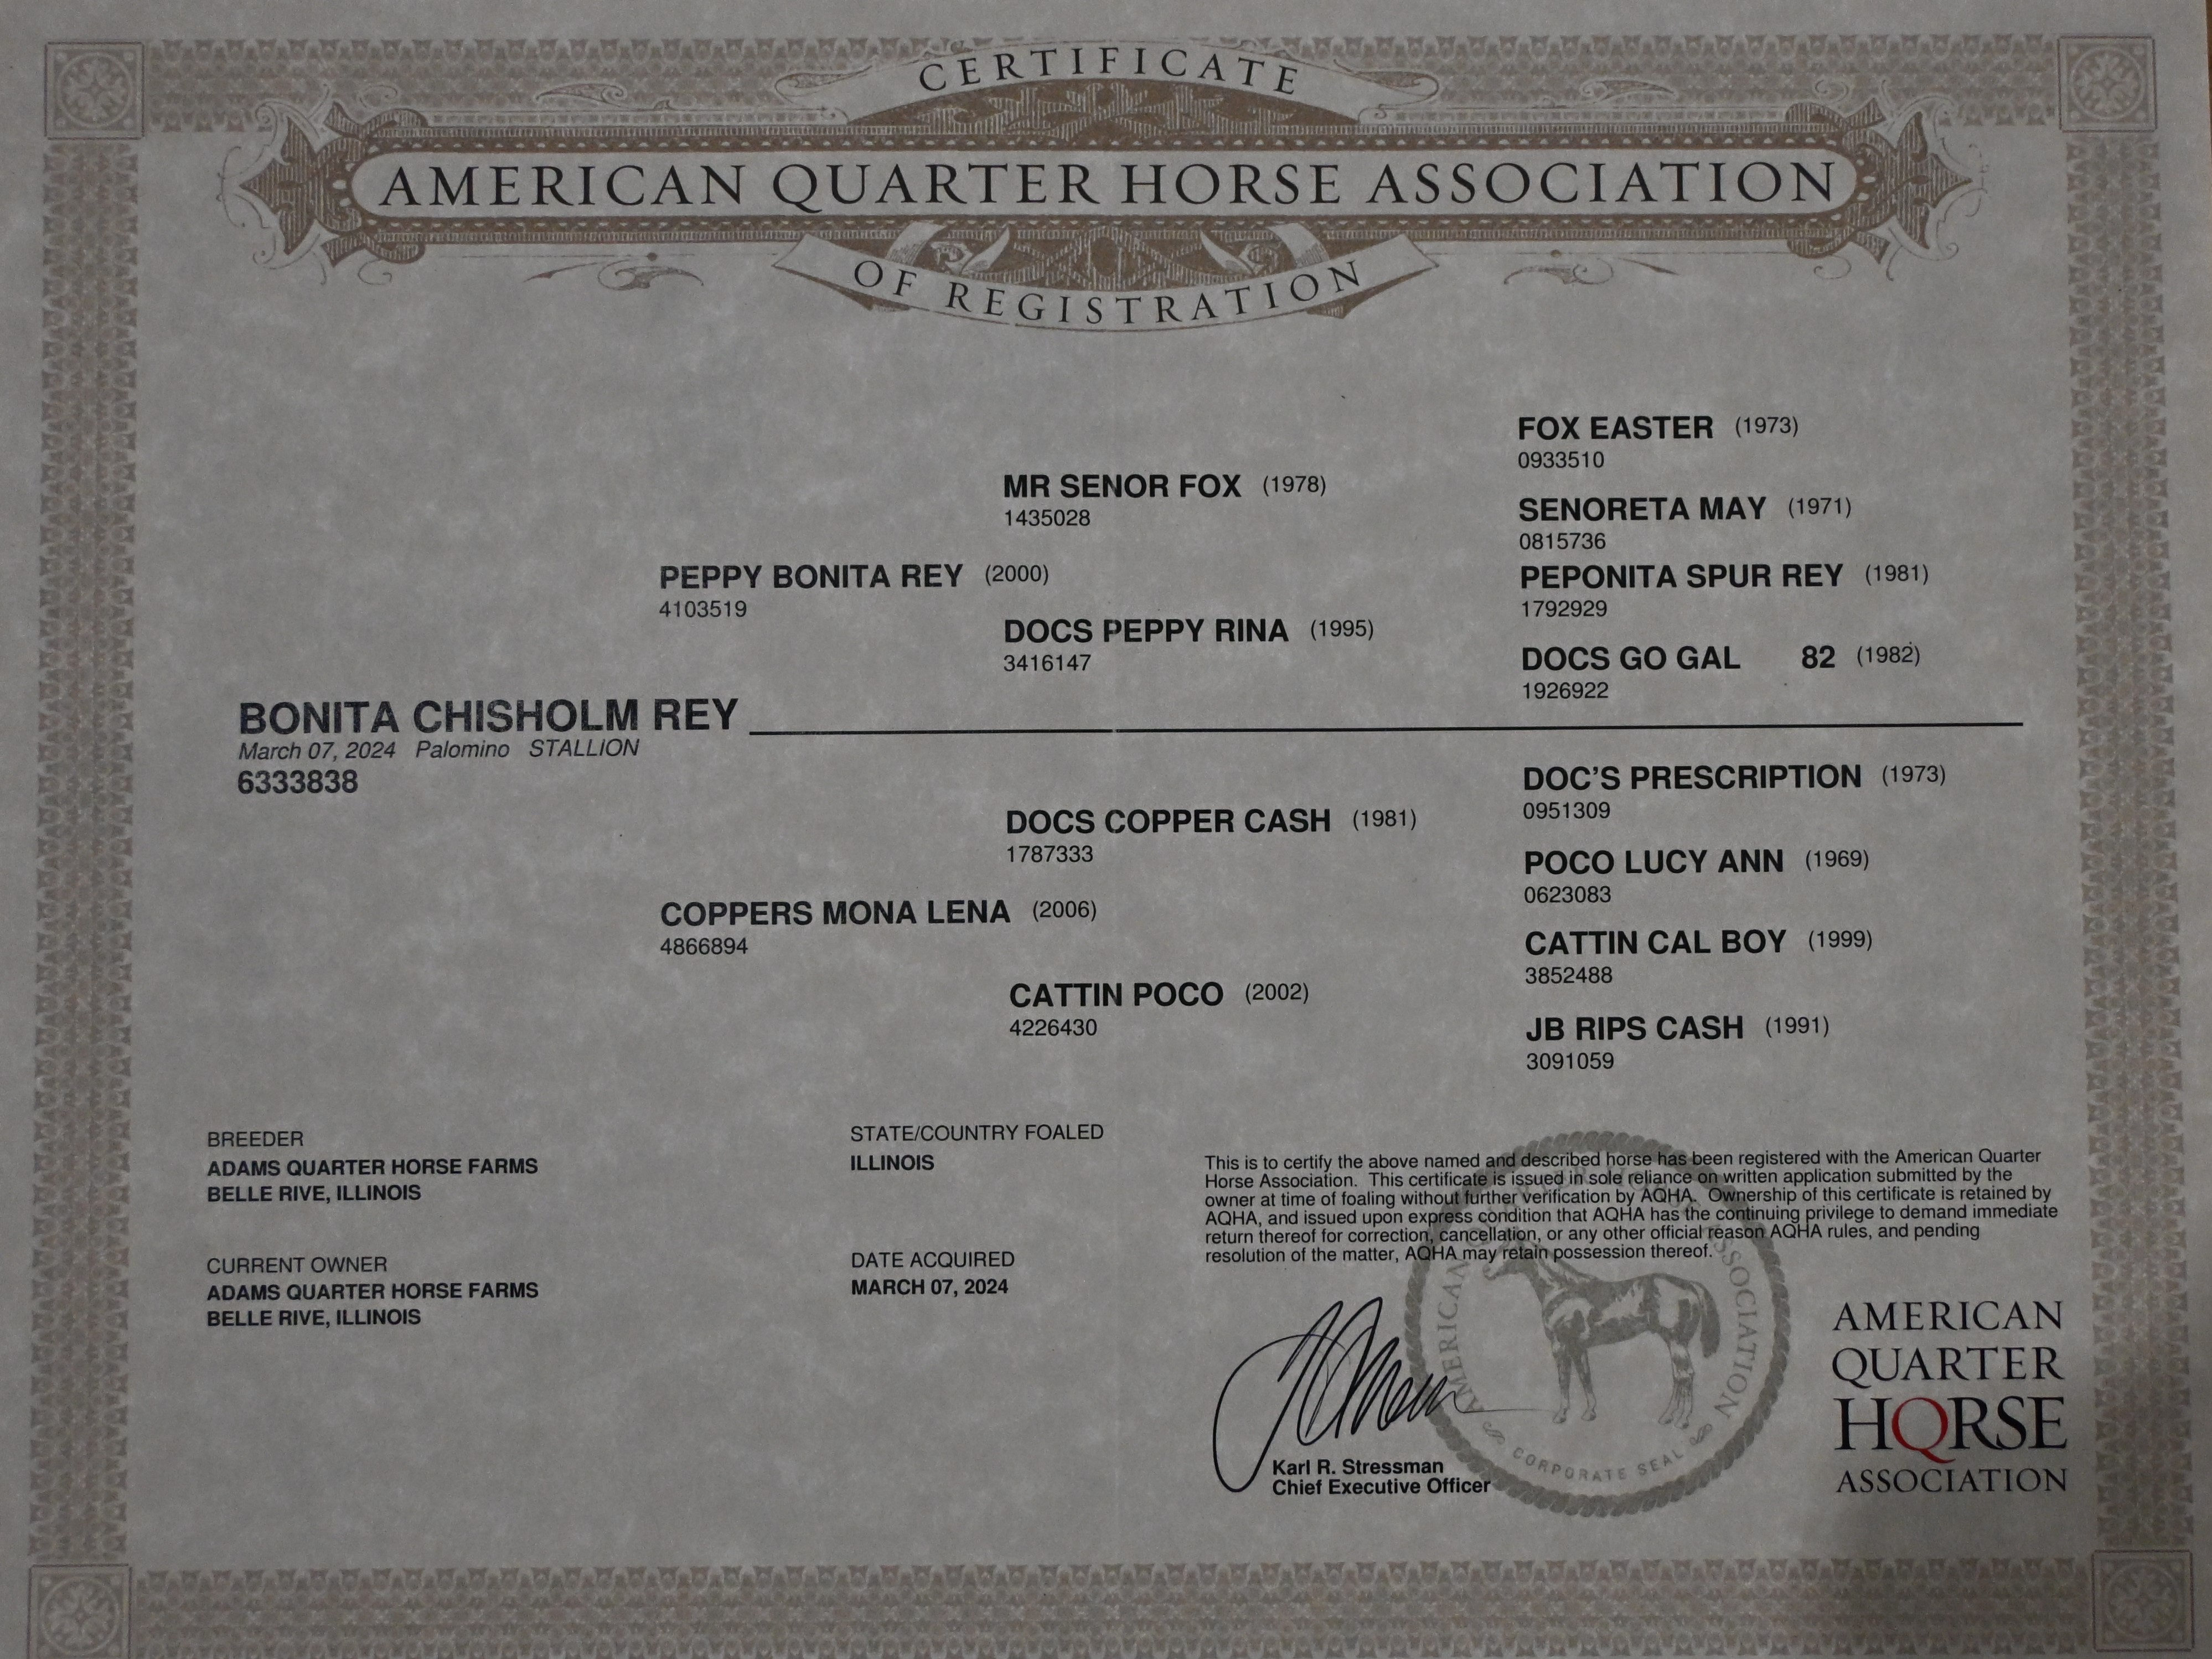 CERTIFICATE
AMERICAN QUARTER HORSE ASSOCIATION
OF REGISTRATION
FOX EASTER (1973)
0933510
MR SENOR FOX (1978)
1435028
SENORETA MAY (1971)
0815736
PEPPY BONITA REY (2000)
4103519
PEPONITA SPUR REY (1981)
1792929
DOCS PEPPY RINA (1995)
3416147
DOCS GO GAL 82 (1982)
1926922
BONITA CHISHOLM REY
March 07, 2024 Palomino STALLION
6333838
DOC'S PRESCRIPTION (1973)
0951309
DOCS COPPER CASH (1981)
1787333
POCO LUCY ANN (1969)
0623083
COPPERS MONA LENA (2006)
4866894
CATTIN CAL BOY (1999)
3852488
CATTIN POCO (2002)
4226430
JB RIPS CASH (1991)
3091059
BREEDER
ADAMS QUARTER HORSE FARMS
BELLE RIVE, ILLINOIS
STATE/COUNTRY FOALED
ILLINOIS
CURRENT OWNER
ADAMS QUARTER HORSE FARMS
BELLE RIVE, ILLINOIS
DATE ACQUIRED
MARCH 07, 2024
This is to certify the above named and described horse has been registered with the American Quarter
Horse Association. This certificate is issued in sole reliance on written application submitted by the
owner at time of foaling without further verification by AQHA. Ownership of this certificate is retained by
AQHA, and issued upon express condition that AQHA has the continuing privilege to demand immediate
return thereof for correction, cancellation, or any other official reason AQHA rules, and pending
resolution of the matter, AQHA may retain possession thereof.
Karl R. Stressman
Chief Executive Officer
AMERICAN ASSOCIATION
CORPORATE SEAL
AMERICAN
QUARTER
HORSE
ASSOCIATION